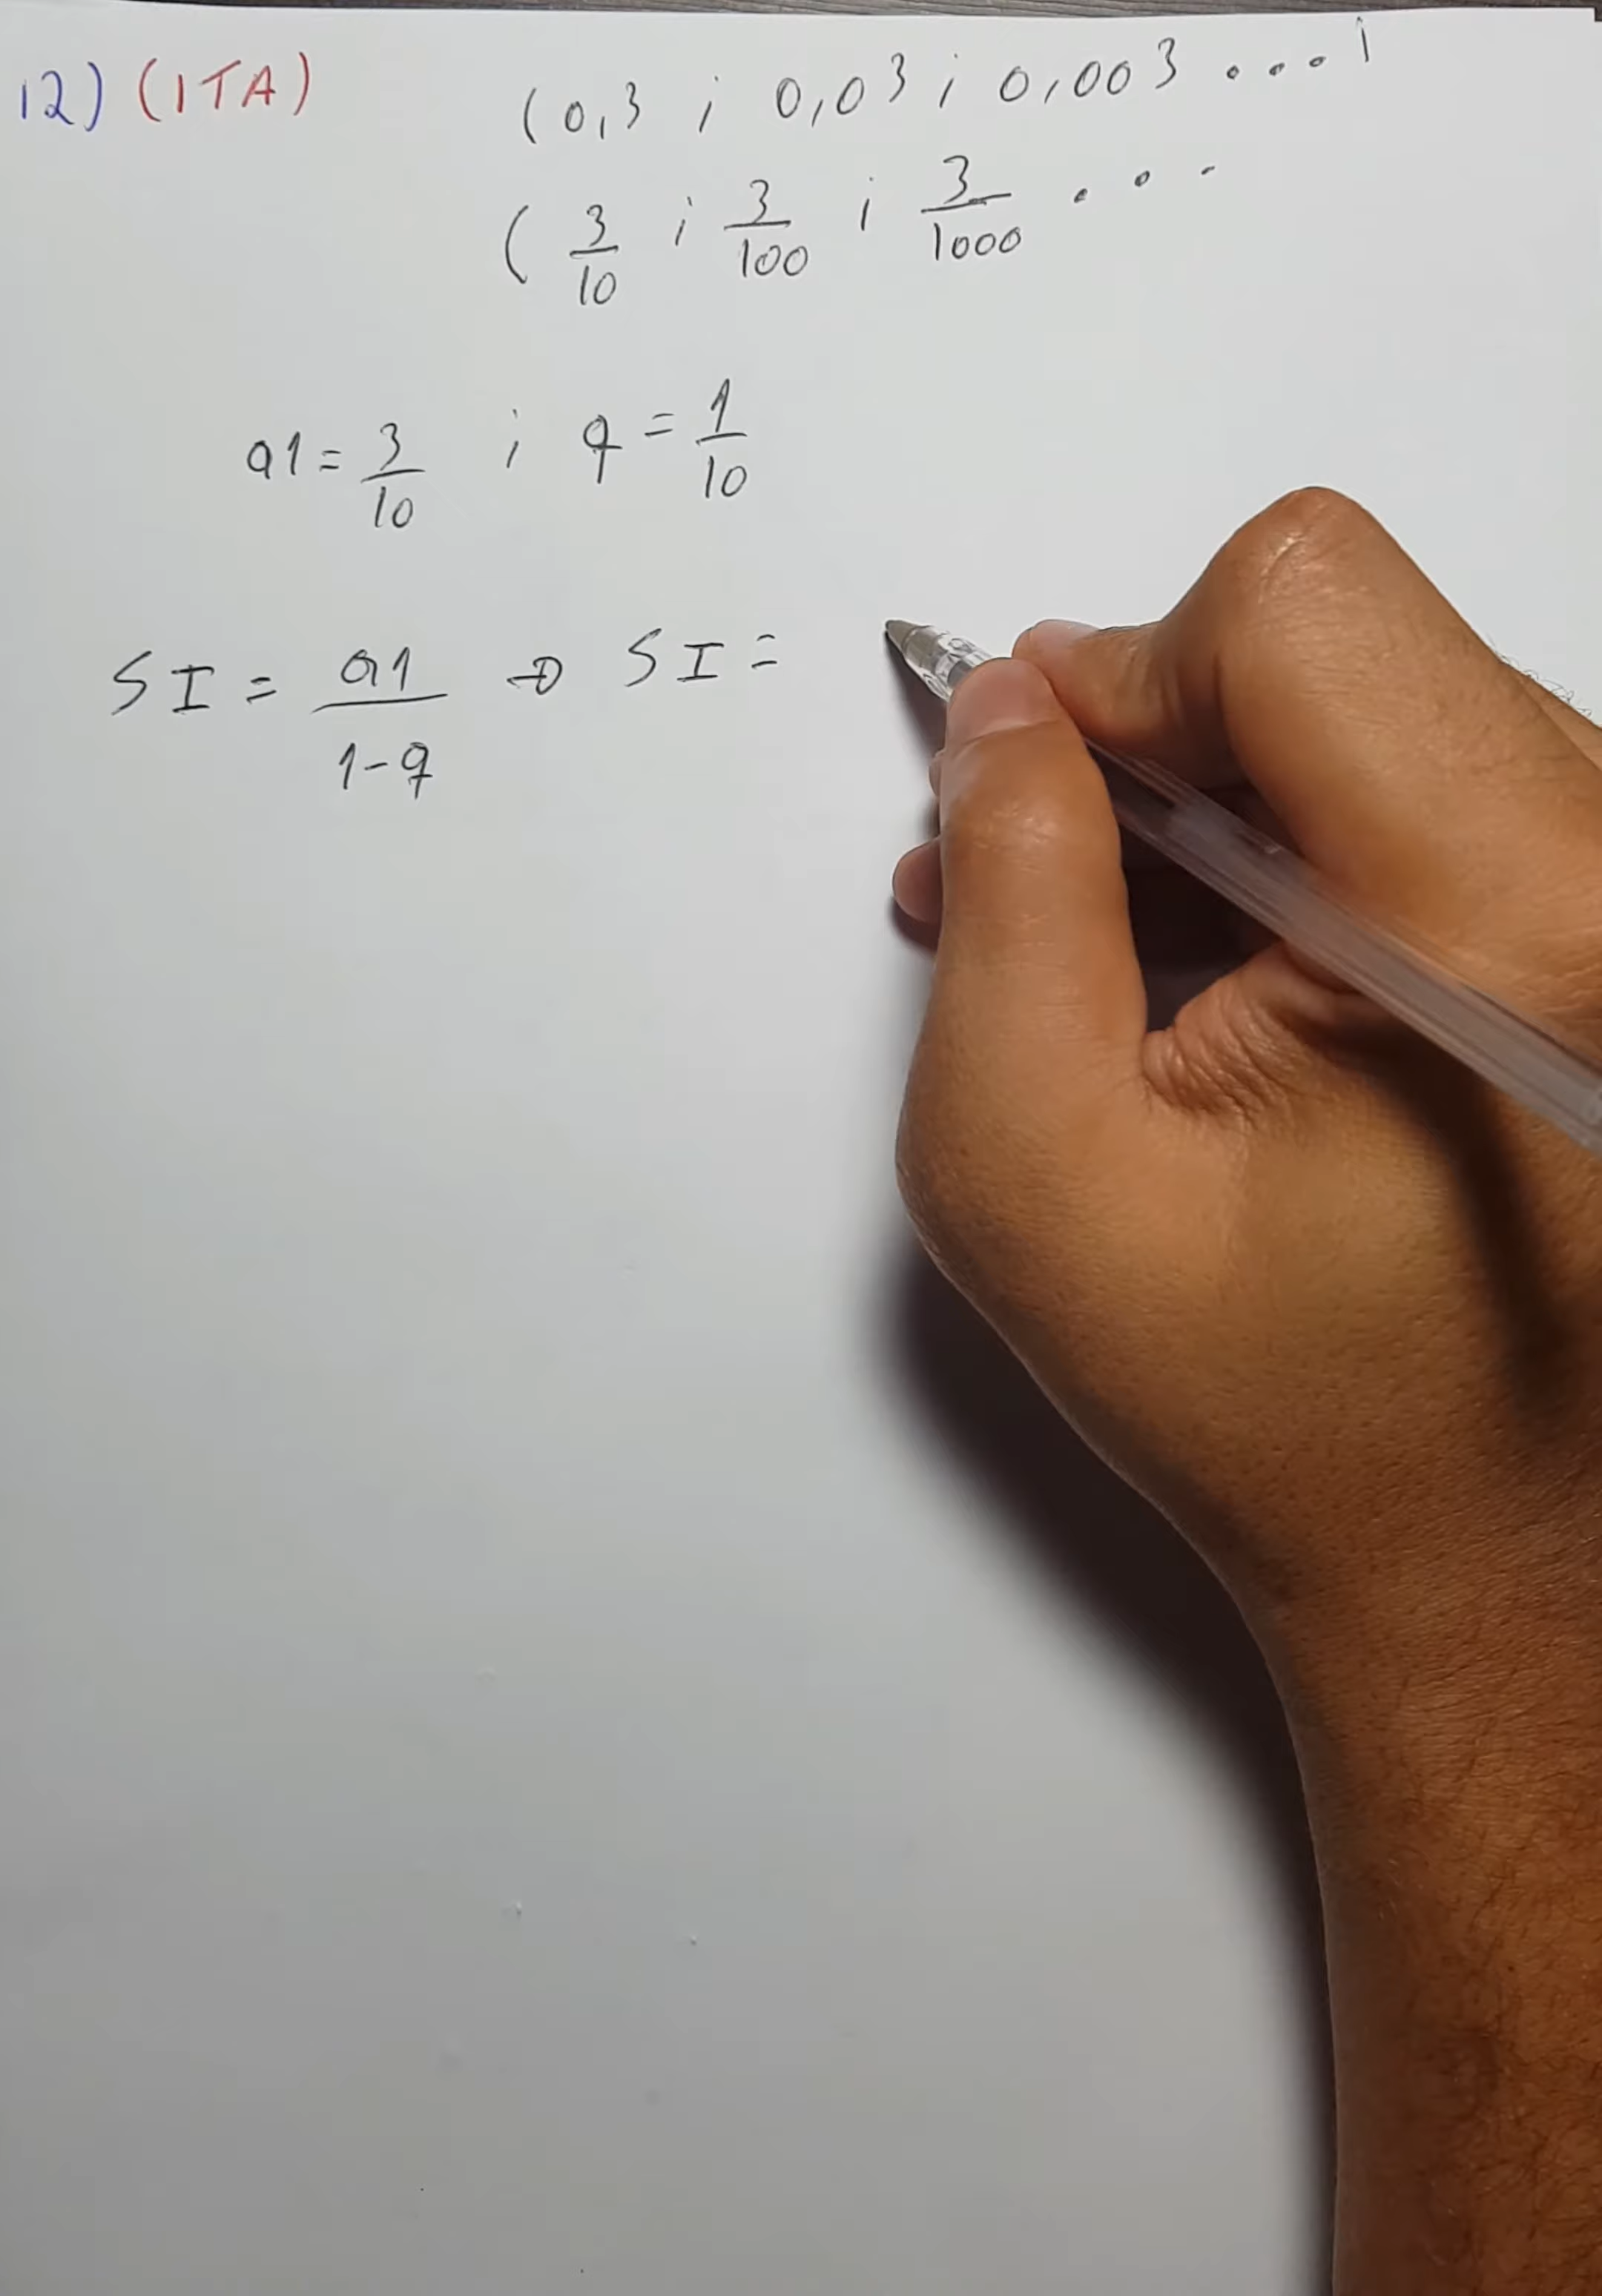 12) (ITA) (0,3 ; 0,03 ; 0,003 ....;
( 3/10 ; 3/100 ; 3/1000 . . .
a1 = 3/10 ; q = 1/10
SI = a1/1-q → SI =